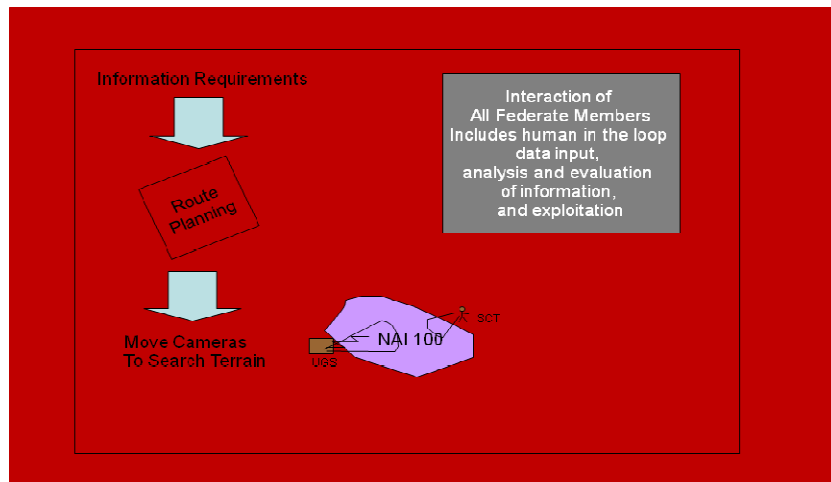 Information Requirements
Interaction of
All Federate Members
Includes human in the loop
data input,
analysis and evaluation
of information,
and exploitation
Route
Planning
Move Cameras
To Search Terrain
NAI 100
SCT
UGS